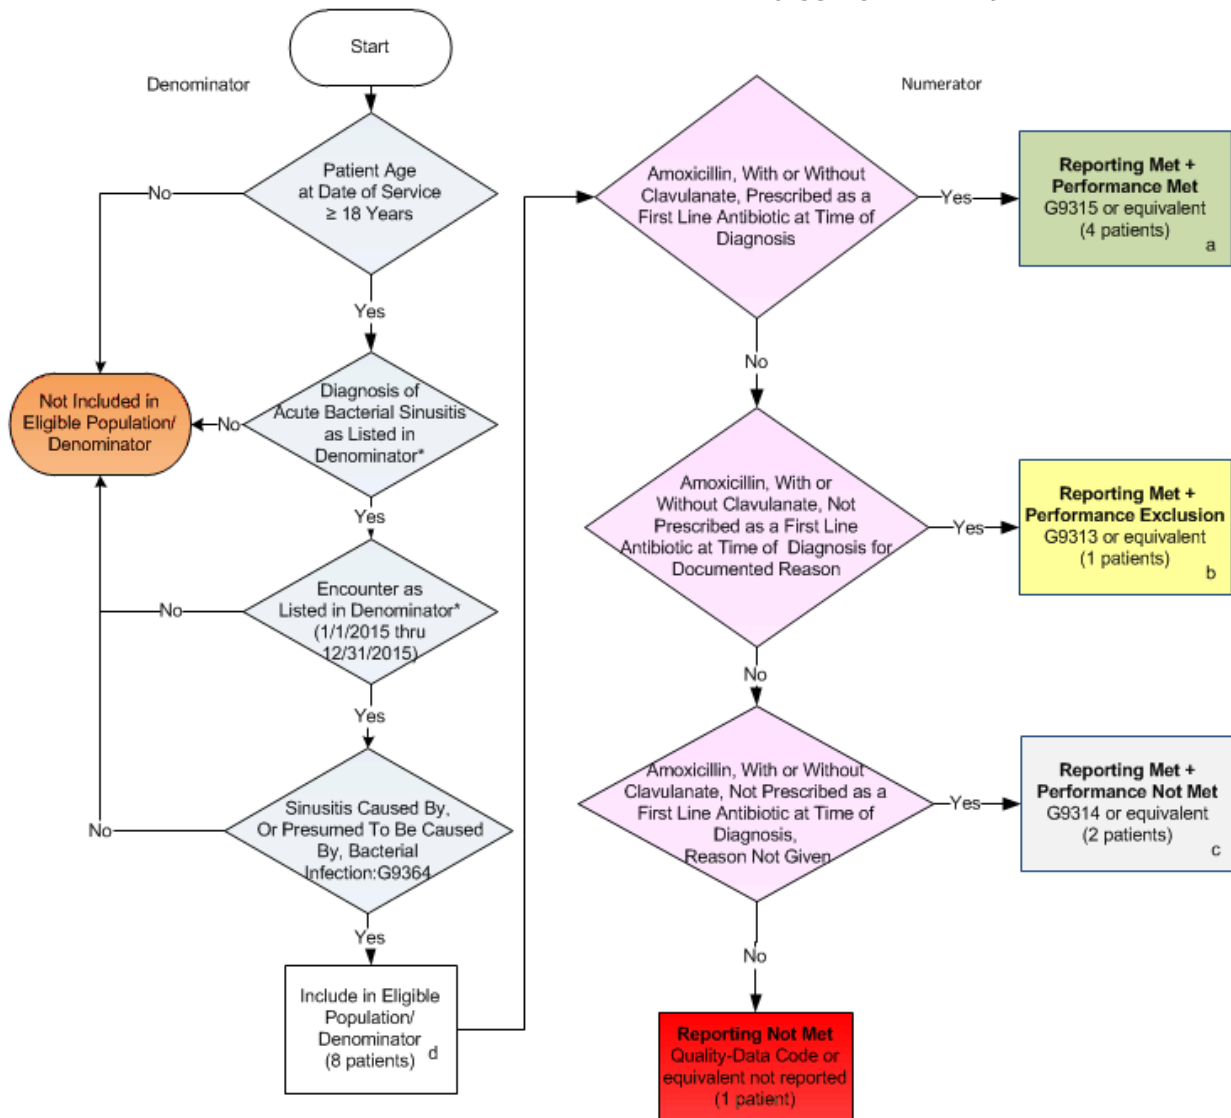 Start
Denominator
Patient Age
at Date of Service
≥ 18 Years
No
Yes
Not Included in
Eligible Population/
Denominator
Diagnosis of
Acute Bacterial Sinusitis
as Listed in
Denominator*
No
Yes
Encounter as
Listed in Denominator*
(1/1/2015 thru
12/31/2015)
No
Yes
Sinusitis Caused By,
Or Presumed To Be Caused
By, Bacterial
Infection:G9364
No
Yes
Include in Eligible
Population/
Denominator
(8 patients)
d
Numerator
Amoxicillin, With or Without
Clavulanate, Prescribed as a
First Line Antibiotic at Time of
Diagnosis
Yes
Reporting Met +
Performance Met
G9315 or equivalent
(4 patients)
a
No
Amoxicillin, With or
Without Clavulanate, Not
Prescribed as a First Line
Antibiotic at Time of Diagnosis for
Documented Reason
Yes
Reporting Met +
Performance Exclusion
G9313 or equivalent
(1 patients)
b
No
Amoxicillin, With or Without
Clavulanate, Not Prescribed as a
First Line Antibiotic at Time of
Diagnosis,
Reason Not Given
Yes
Reporting Met +
Performance Not Met
G9314 or equivalent
(2 patients)
c
No
Reporting Not Met
Quality-Data Code or
equivalent not reported
(1 patient)